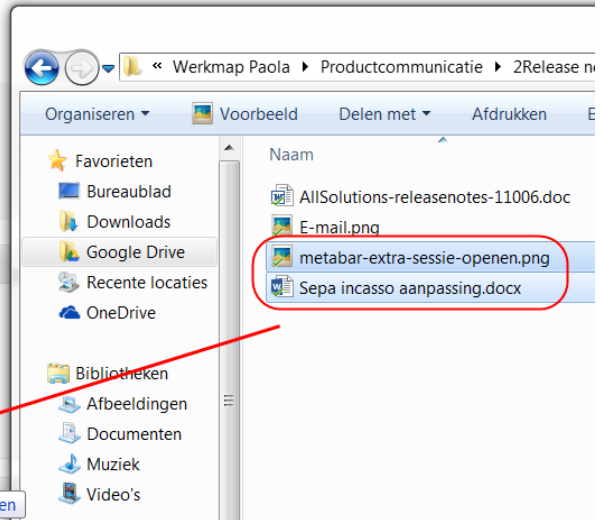 « Werkmap Paola Productcommunicatie 2Release
Organiseren Voorbeeld Delen met Afdrukken
Favorieten
Bureaublad
Downloads
Google Drive
Recente locaties
OneDrive
Bibliotheken
Afbeeldingen
Documenten
Muziek
Video's
Naam
AllSolutions-releasenotes-11006.doc
E-mail.png
metabar-extra-sessie-openen.png
Sepa incasso aanpassing.docx
en